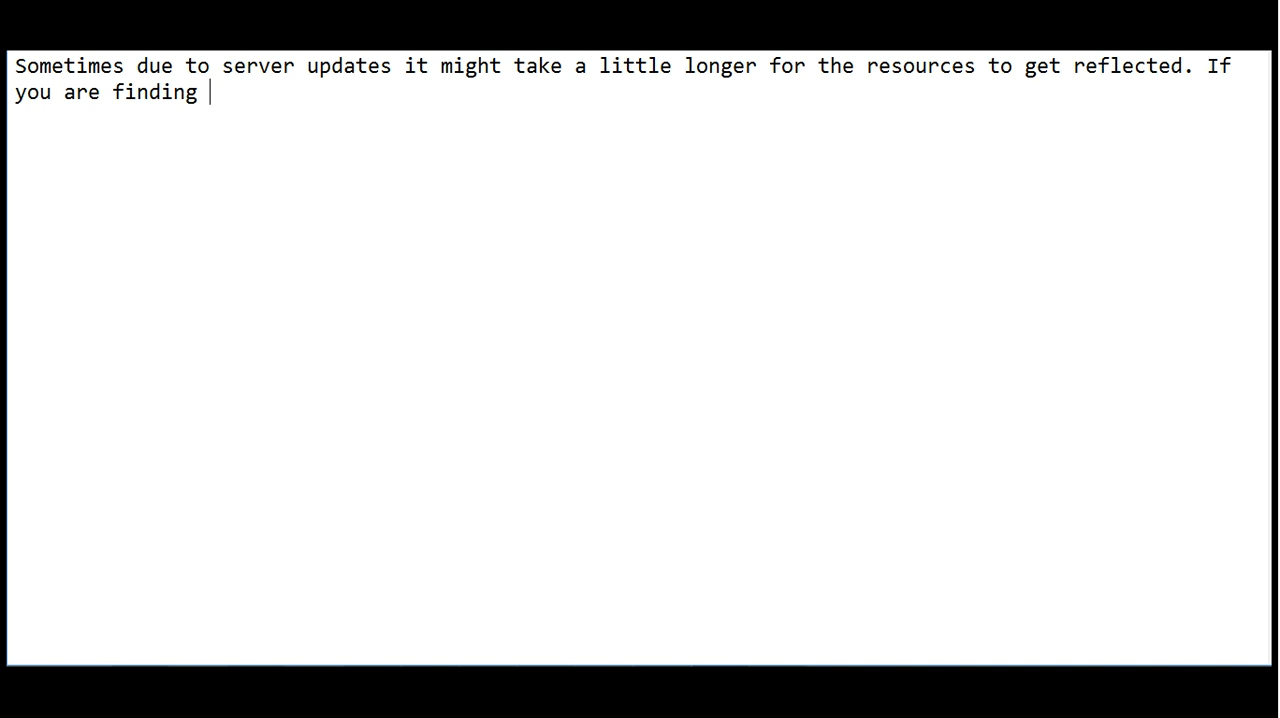 Sometimes due to server updates it might take a little longer for the resources to get reflected. If
you are finding